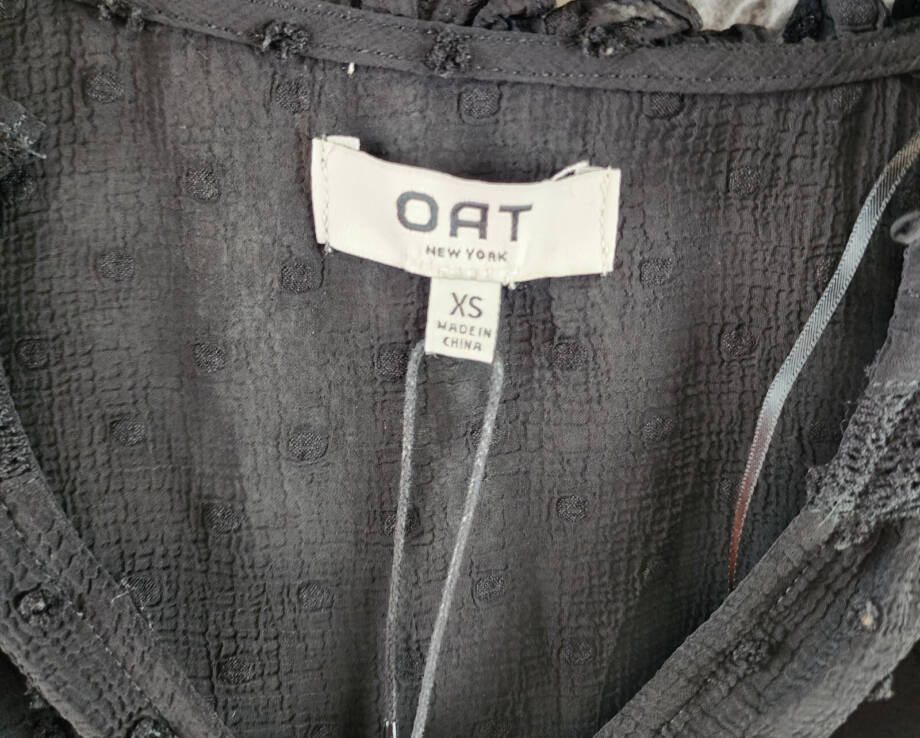 OAT
NEW YORK
XS
MADE IN
CHINA